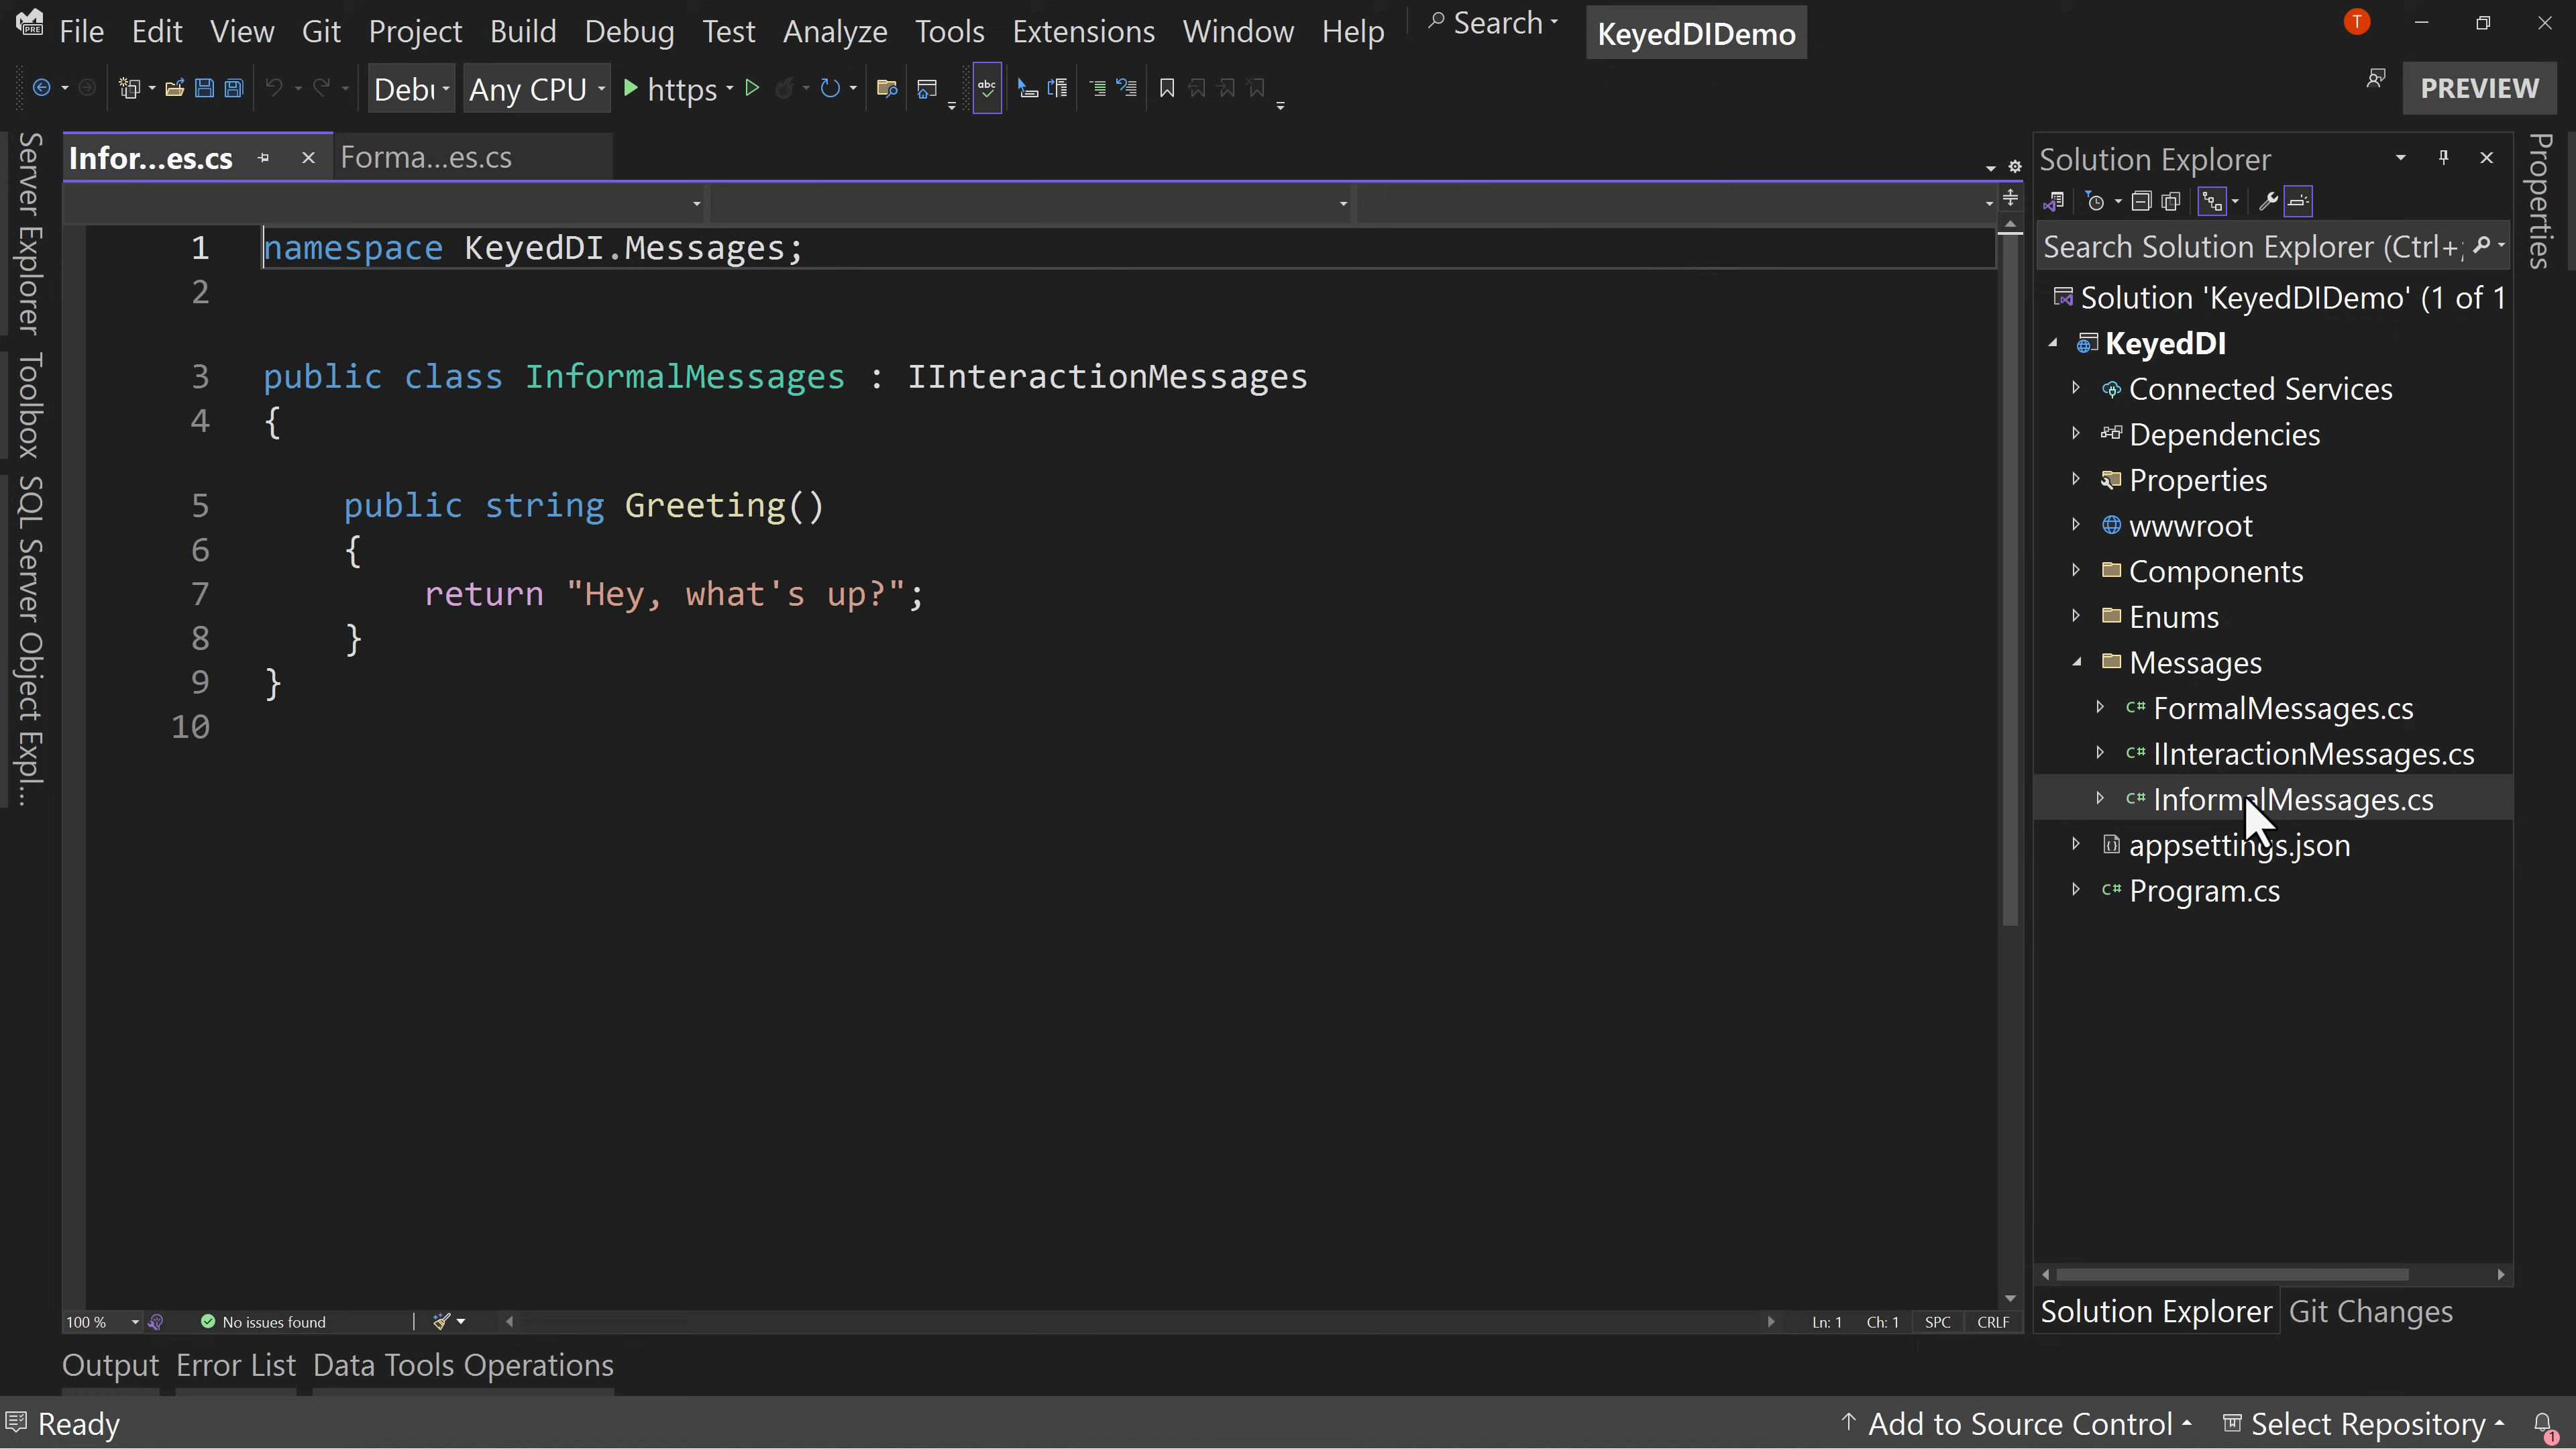 PRE
File Edit View Git Project Build Debug Test Analyze Tools Extensions Window Help Search KeyedDIDemo T
Debu Any CPU https abc PREVIEW
Server Explorer
Toolbox
SQL Server Object Expl...
Infor...es.cs Forma...es.cs
1 namespace KeyedDI.Messages;
2
3 public class InformalMessages : IInteractionMessages
4 {
5 public string Greeting()
6 {
7 return "Hey, what's up?";
8 }
9 }
10
100 % No issues found Ln: 1 Ch: 1 SPC CRLF
Solution Explorer
Search Solution Explorer (Ctrl+;
Solution 'KeyedDIDemo' (1 of 1
KeyedDI
Connected Services
Dependencies
Properties
wwwroot
Components
Enums
Messages
C# FormalMessages.cs
C# IInteractionMessages.cs
C# InformalMessages.cs
appsettings.json
C# Program.cs
Solution Explorer Git Changes
Properties
Output Error List Data Tools Operations
Ready Add to Source Control Select Repository 1